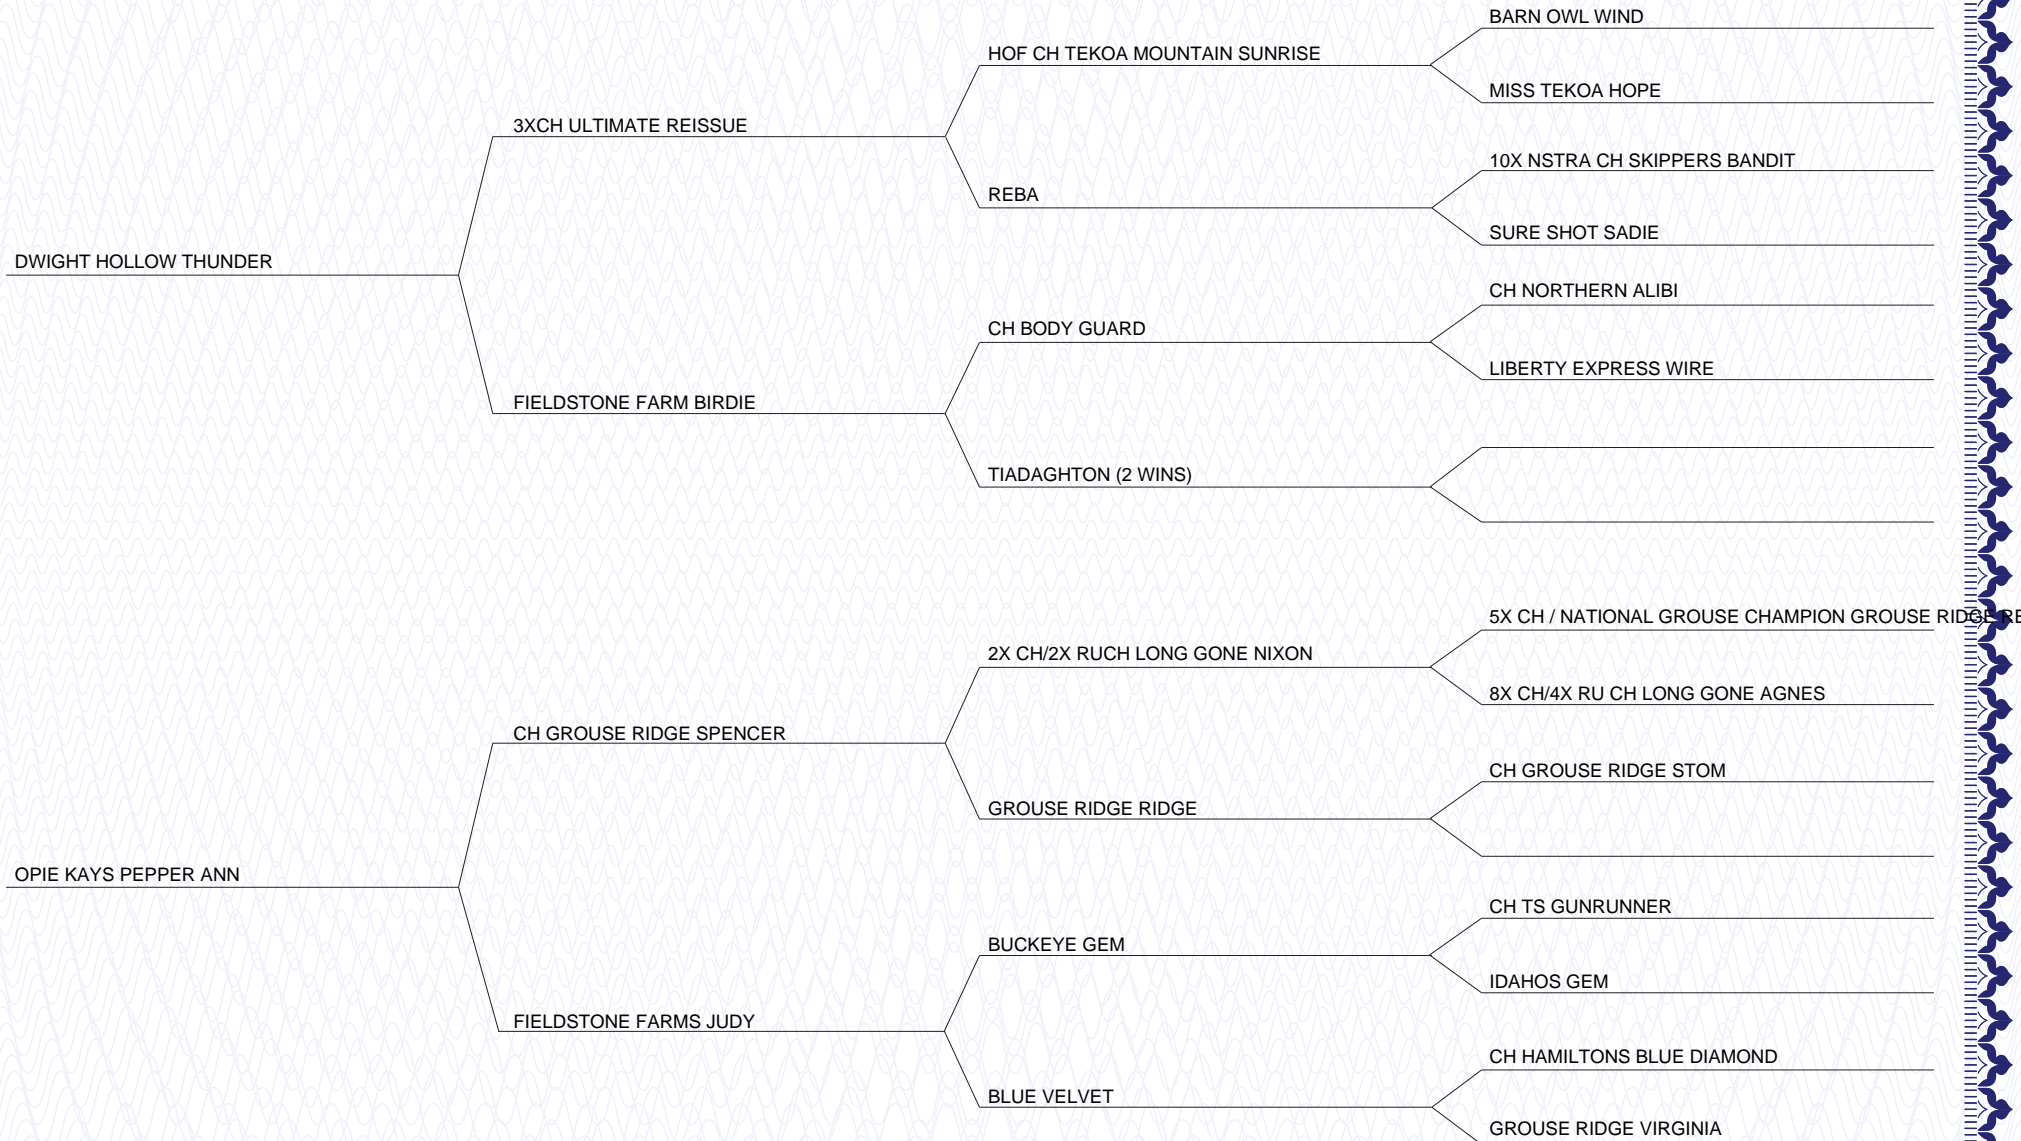 BARN OWL WIND
HOF CH TEKOA MOUNTAIN SUNRISE
MISS TEKOA HOPE
3XCH ULTIMATE REISSUE
10X NSTRA CH SKIPPERS BANDIT
REBA
SURE SHOT SADIE
DWIGHT HOLLOW THUNDER
CH NORTHERN ALIBI
CH BODY GUARD
LIBERTY EXPRESS WIRE
FIELDSTONE FARM BIRDIE
TIADAGHTON (2 WINS)
5X CH / NATIONAL GROUSE CHAMPION GROUSE RIDGE
2X CH/2X RUCH LONG GONE NIXON
8X CH/4X RU CH LONG GONE AGNES
CH GROUSE RIDGE SPENCER
CH GROUSE RIDGE STOM
GROUSE RIDGE RIDGE
OPIE KAYS PEPPER ANN
CH TS GUNRUNNER
BUCKEYE GEM
IDAHOS GEM
FIELDSTONE FARMS JUDY
CH HAMILTONS BLUE DIAMOND
BLUE VELVET
GROUSE RIDGE VIRGINIA